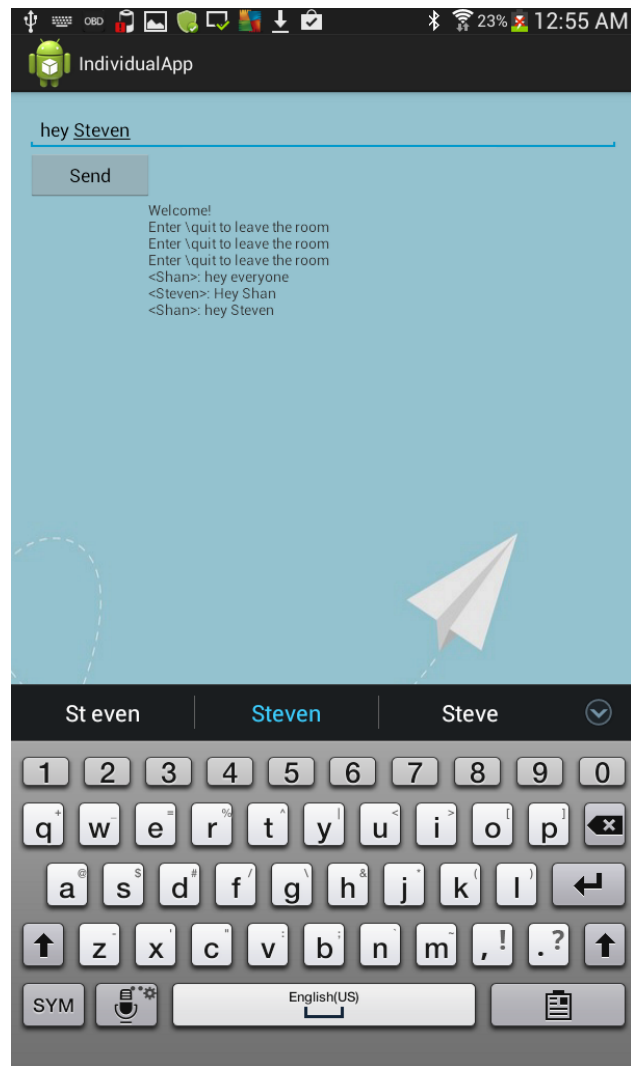 OBD 23% 12:55 AM
IndividualApp
hey Steven
Send
Welcome!
Enter \quit to leave the room
Enter \quit to leave the room
Enter \quit to leave the room
<Shan>: hey everyone
<Steven>: Hey Shan
<Shan>: hey Steven
St even Steven Steve
1 2 3 4 5 6 7 8 9 0
q + w _ e = r % t ^ y | u < i > o [ p ]
a @ s $ d # f / g \ h & j * k ( l )
z - x ' c " v : b ; n ` m ~ , ! . ?
SYM English(US)